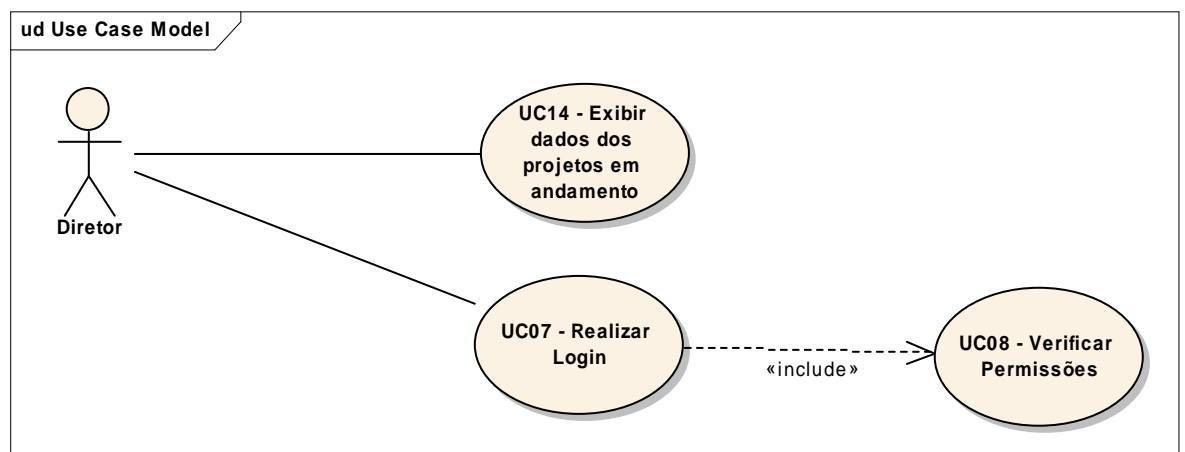 ud Use Case Model
UC14 - Exibir
dados dos
projetos em
andamento
Diretor
UC07 - Realizar
Login
«include»
UC08 - Verificar
Permissões